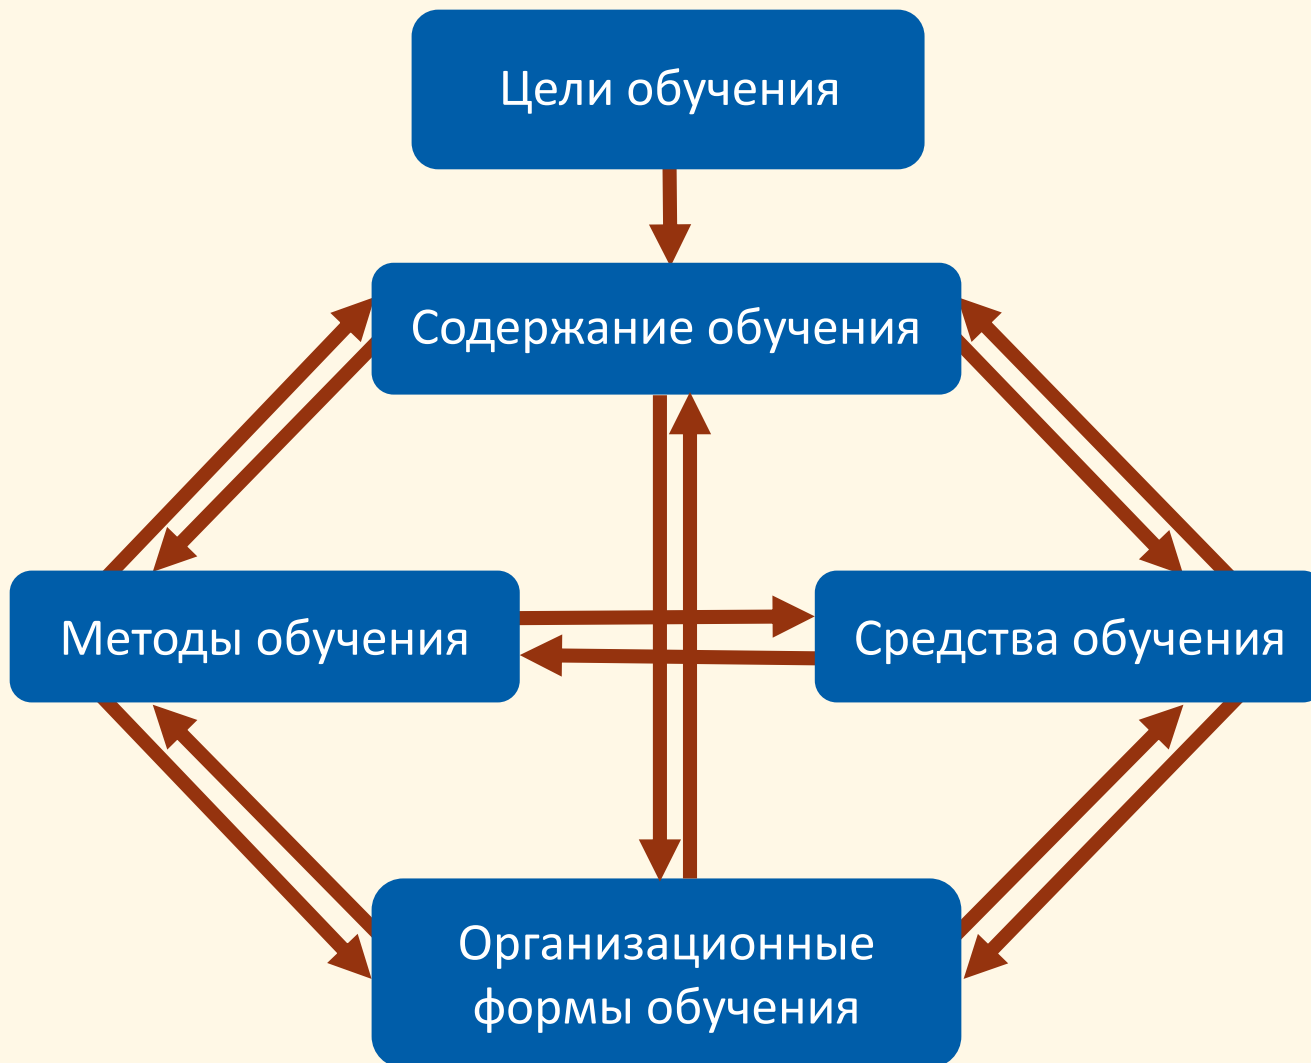 Цели обучения
Содержание обучения
Методы обучения
Средства обучения
Организационные
формы обучения